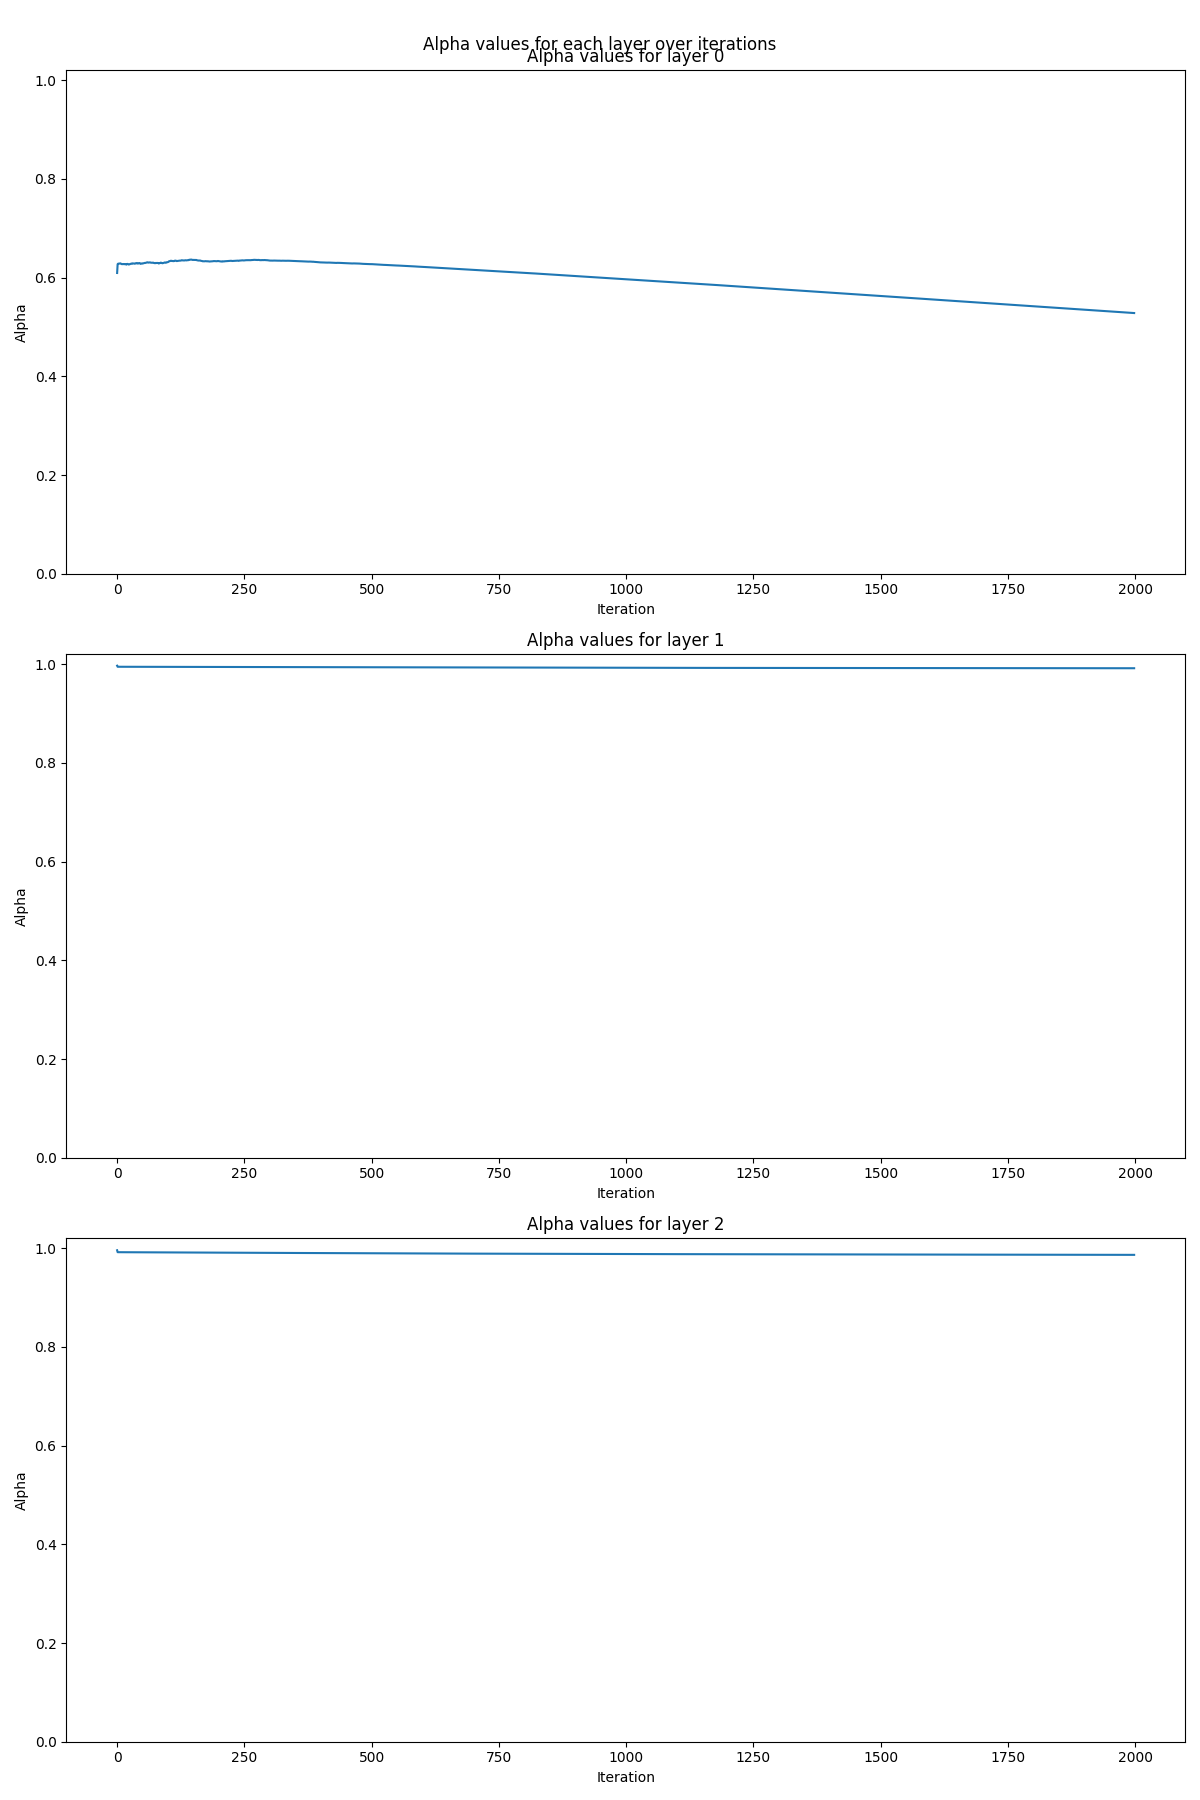 Alpha values for each layer over iterations
Alpha values for layer 0
1.0
0.8
0.6
0.4
0.2
0.0
Alpha
0 250 500 750 1000 1250 1500 1750 2000
Iteration
Alpha values for layer 1
1.0
0.8
0.6
0.4
0.2
0.0
Alpha
0 250 500 750 1000 1250 1500 1750 2000
Iteration
Alpha values for layer 2
1.0
0.8
0.6
0.4
0.2
0.0
Alpha
0 250 500 750 1000 1250 1500 1750 2000
Iteration